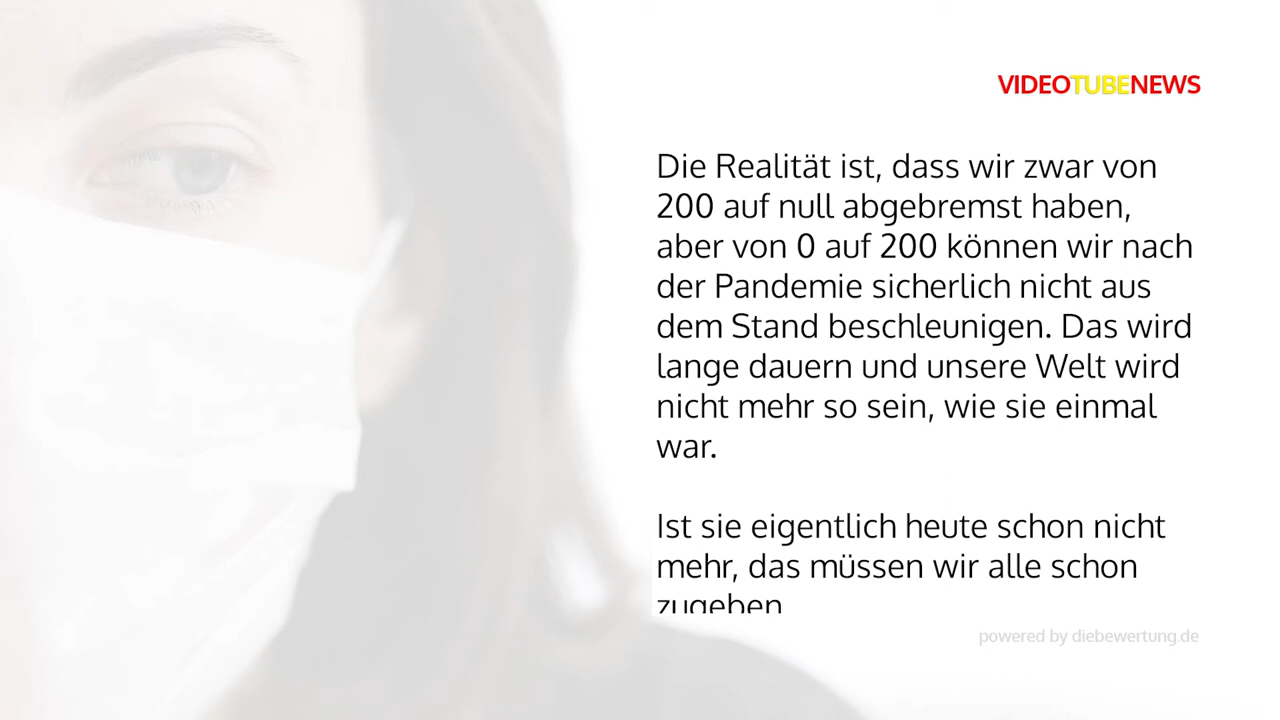 VIDEOTUBENEWS
Die Realität ist, dass wir zwar von
200 auf null abgebremst haben,
aber von 0 auf 200 können wir nach
der Pandemie sicherlich nicht aus
dem Stand beschleunigen. Das wird
lange dauern und unsere Welt wird
nicht mehr so sein, wie sie einmal
war.
Ist sie eigentlich heute schon nicht
mehr, das müssen wir alle schon
zugeben
powered by diebewertung.de